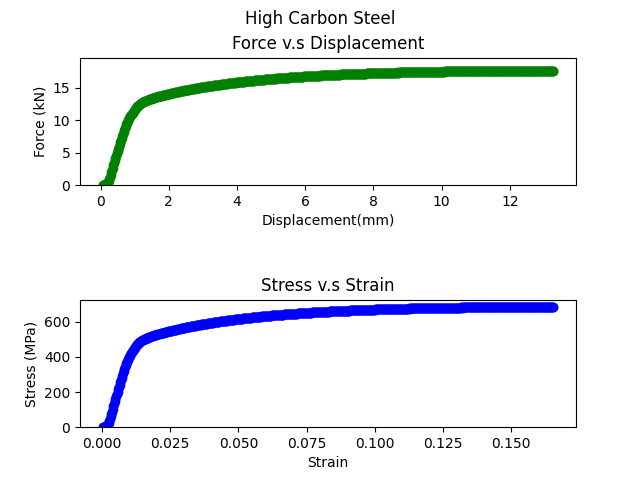 High Carbon Steel
Force v.s Displacement
Force (kN)
15
10
5
0
0 2 4 6 8 10 12
Displacement(mm)
Stress v.s Strain
Stress (MPa)
600
400
200
0
0.000 0.025 0.050 0.075 0.100 0.125 0.150
Strain